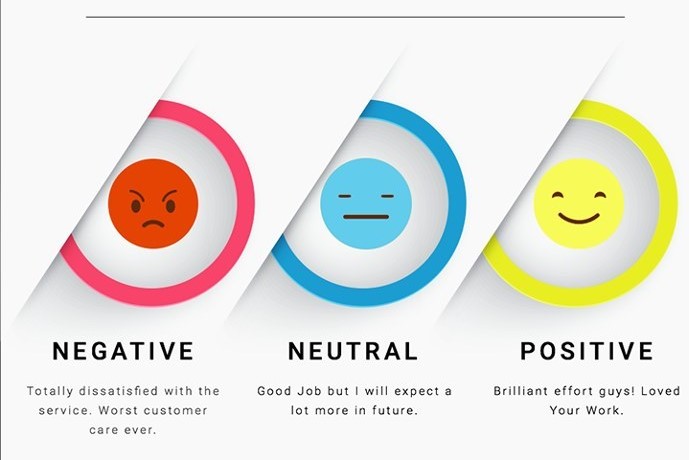 NEGATIVE
Totally dissatisfied with the
service. Worst customer
care ever.
NEUTRAL
Good Job but I will expect a
lot more in future.
POSITIVE
Brilliant effort guys! Loved
Your Work.